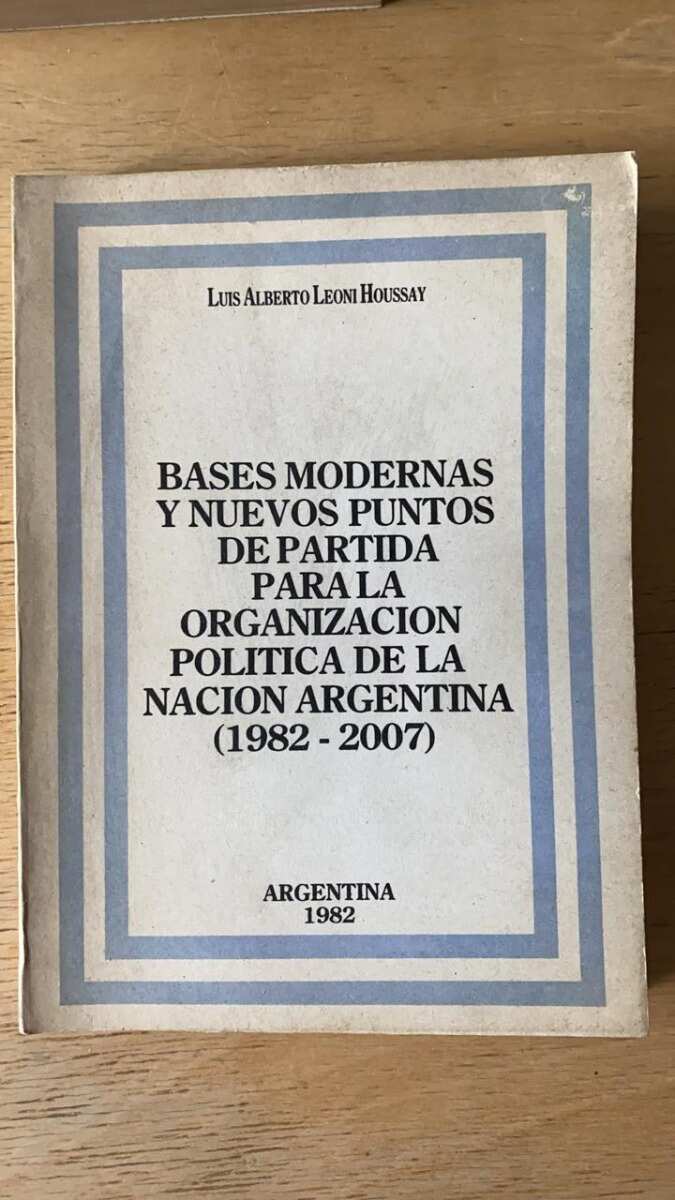 LUIS ALBERTO LEONI HOUSSAY
BASES MODERNAS
Y NUEVOS PUNTOS
DE PARTIDA
PARA LA
ORGANIZACION
POLITICA DE LA
NACION ARGENTINA
(1982 - 2007)
ARGENTINA
1982